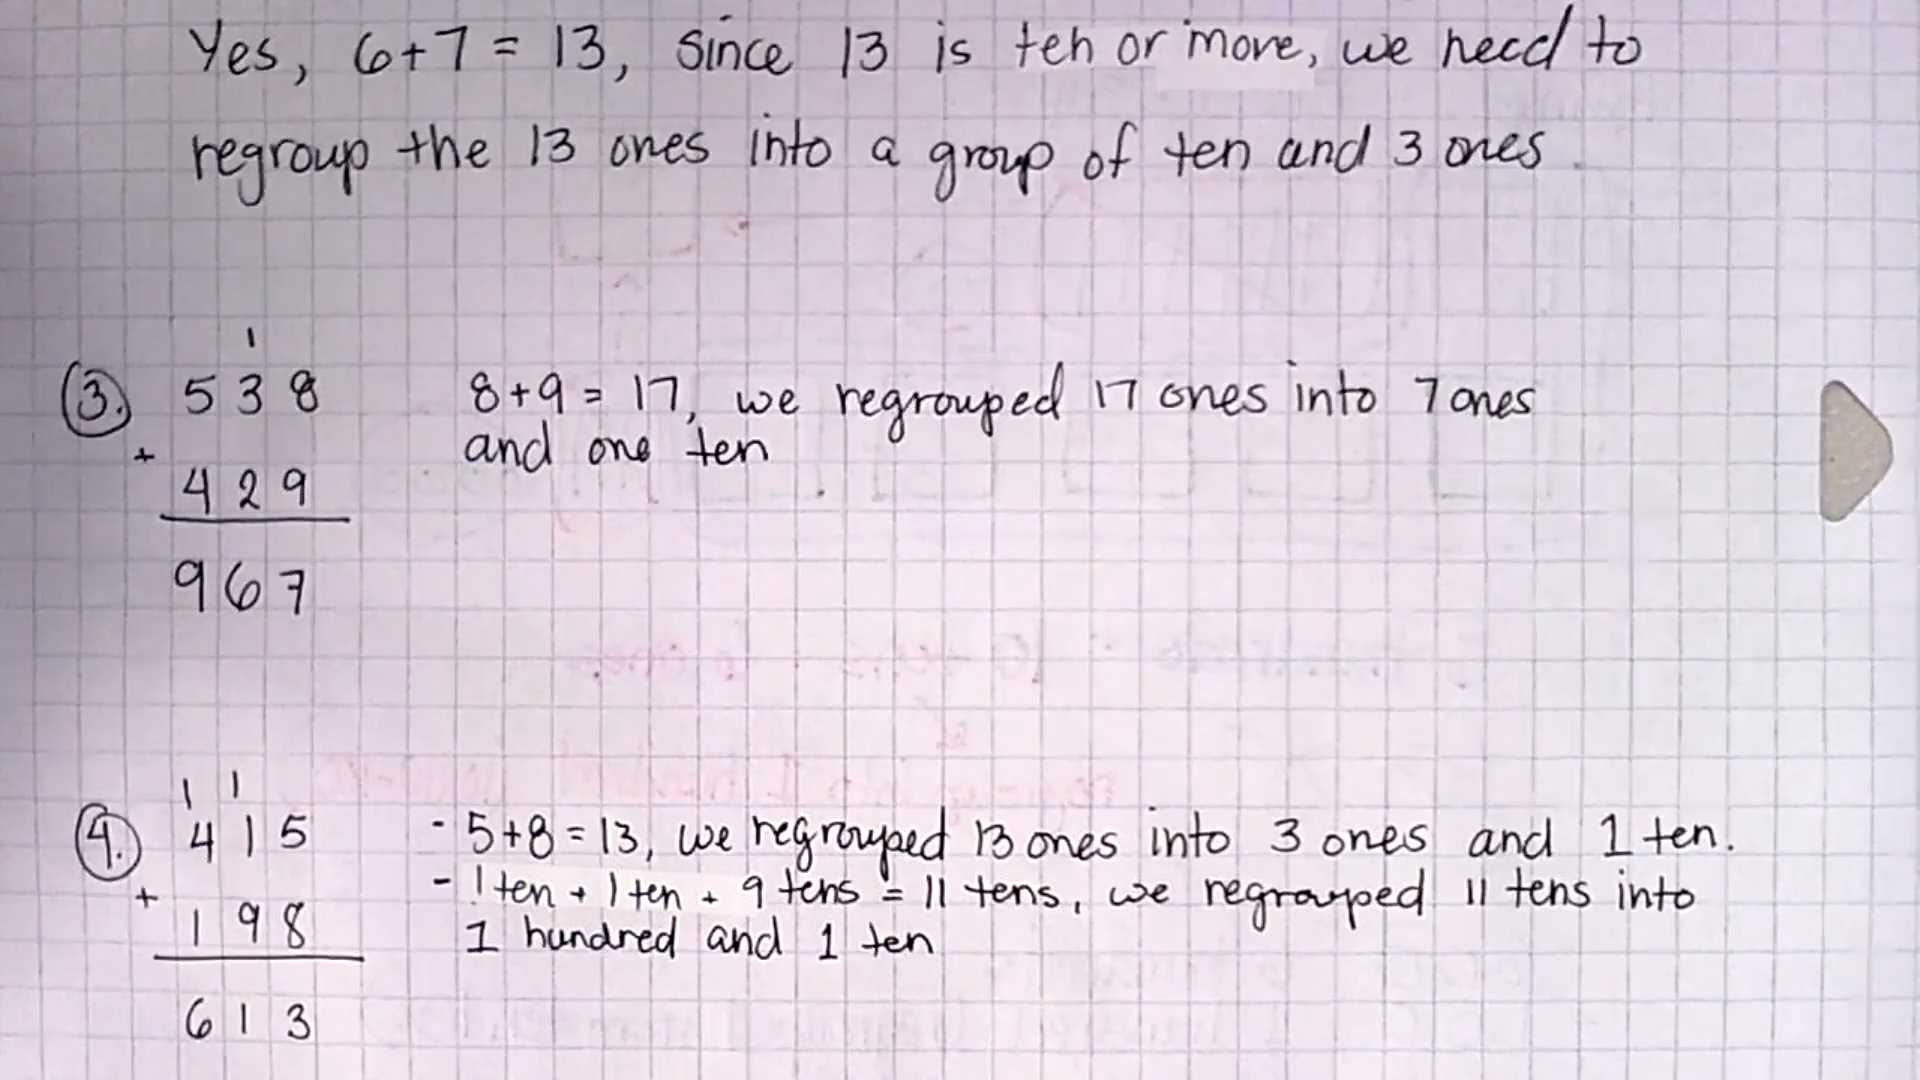 Yes, 6+7 = 13, since 13 is ten or more, we need to
regroup the 13 ones into a group of ten and 3 ones.
1
3. 538 8+9 = 17, we regrouped 17 ones into 7 ones
and one ten
+
429
967
1 1
4. 415 - 5+8 = 13, we regrouped 13 ones into 3 ones and 1 ten.
- 1 ten + 1 ten + 9 tens = 11 tens, we regrouped 11 tens into
+
198 1 hundred and 1 ten
613